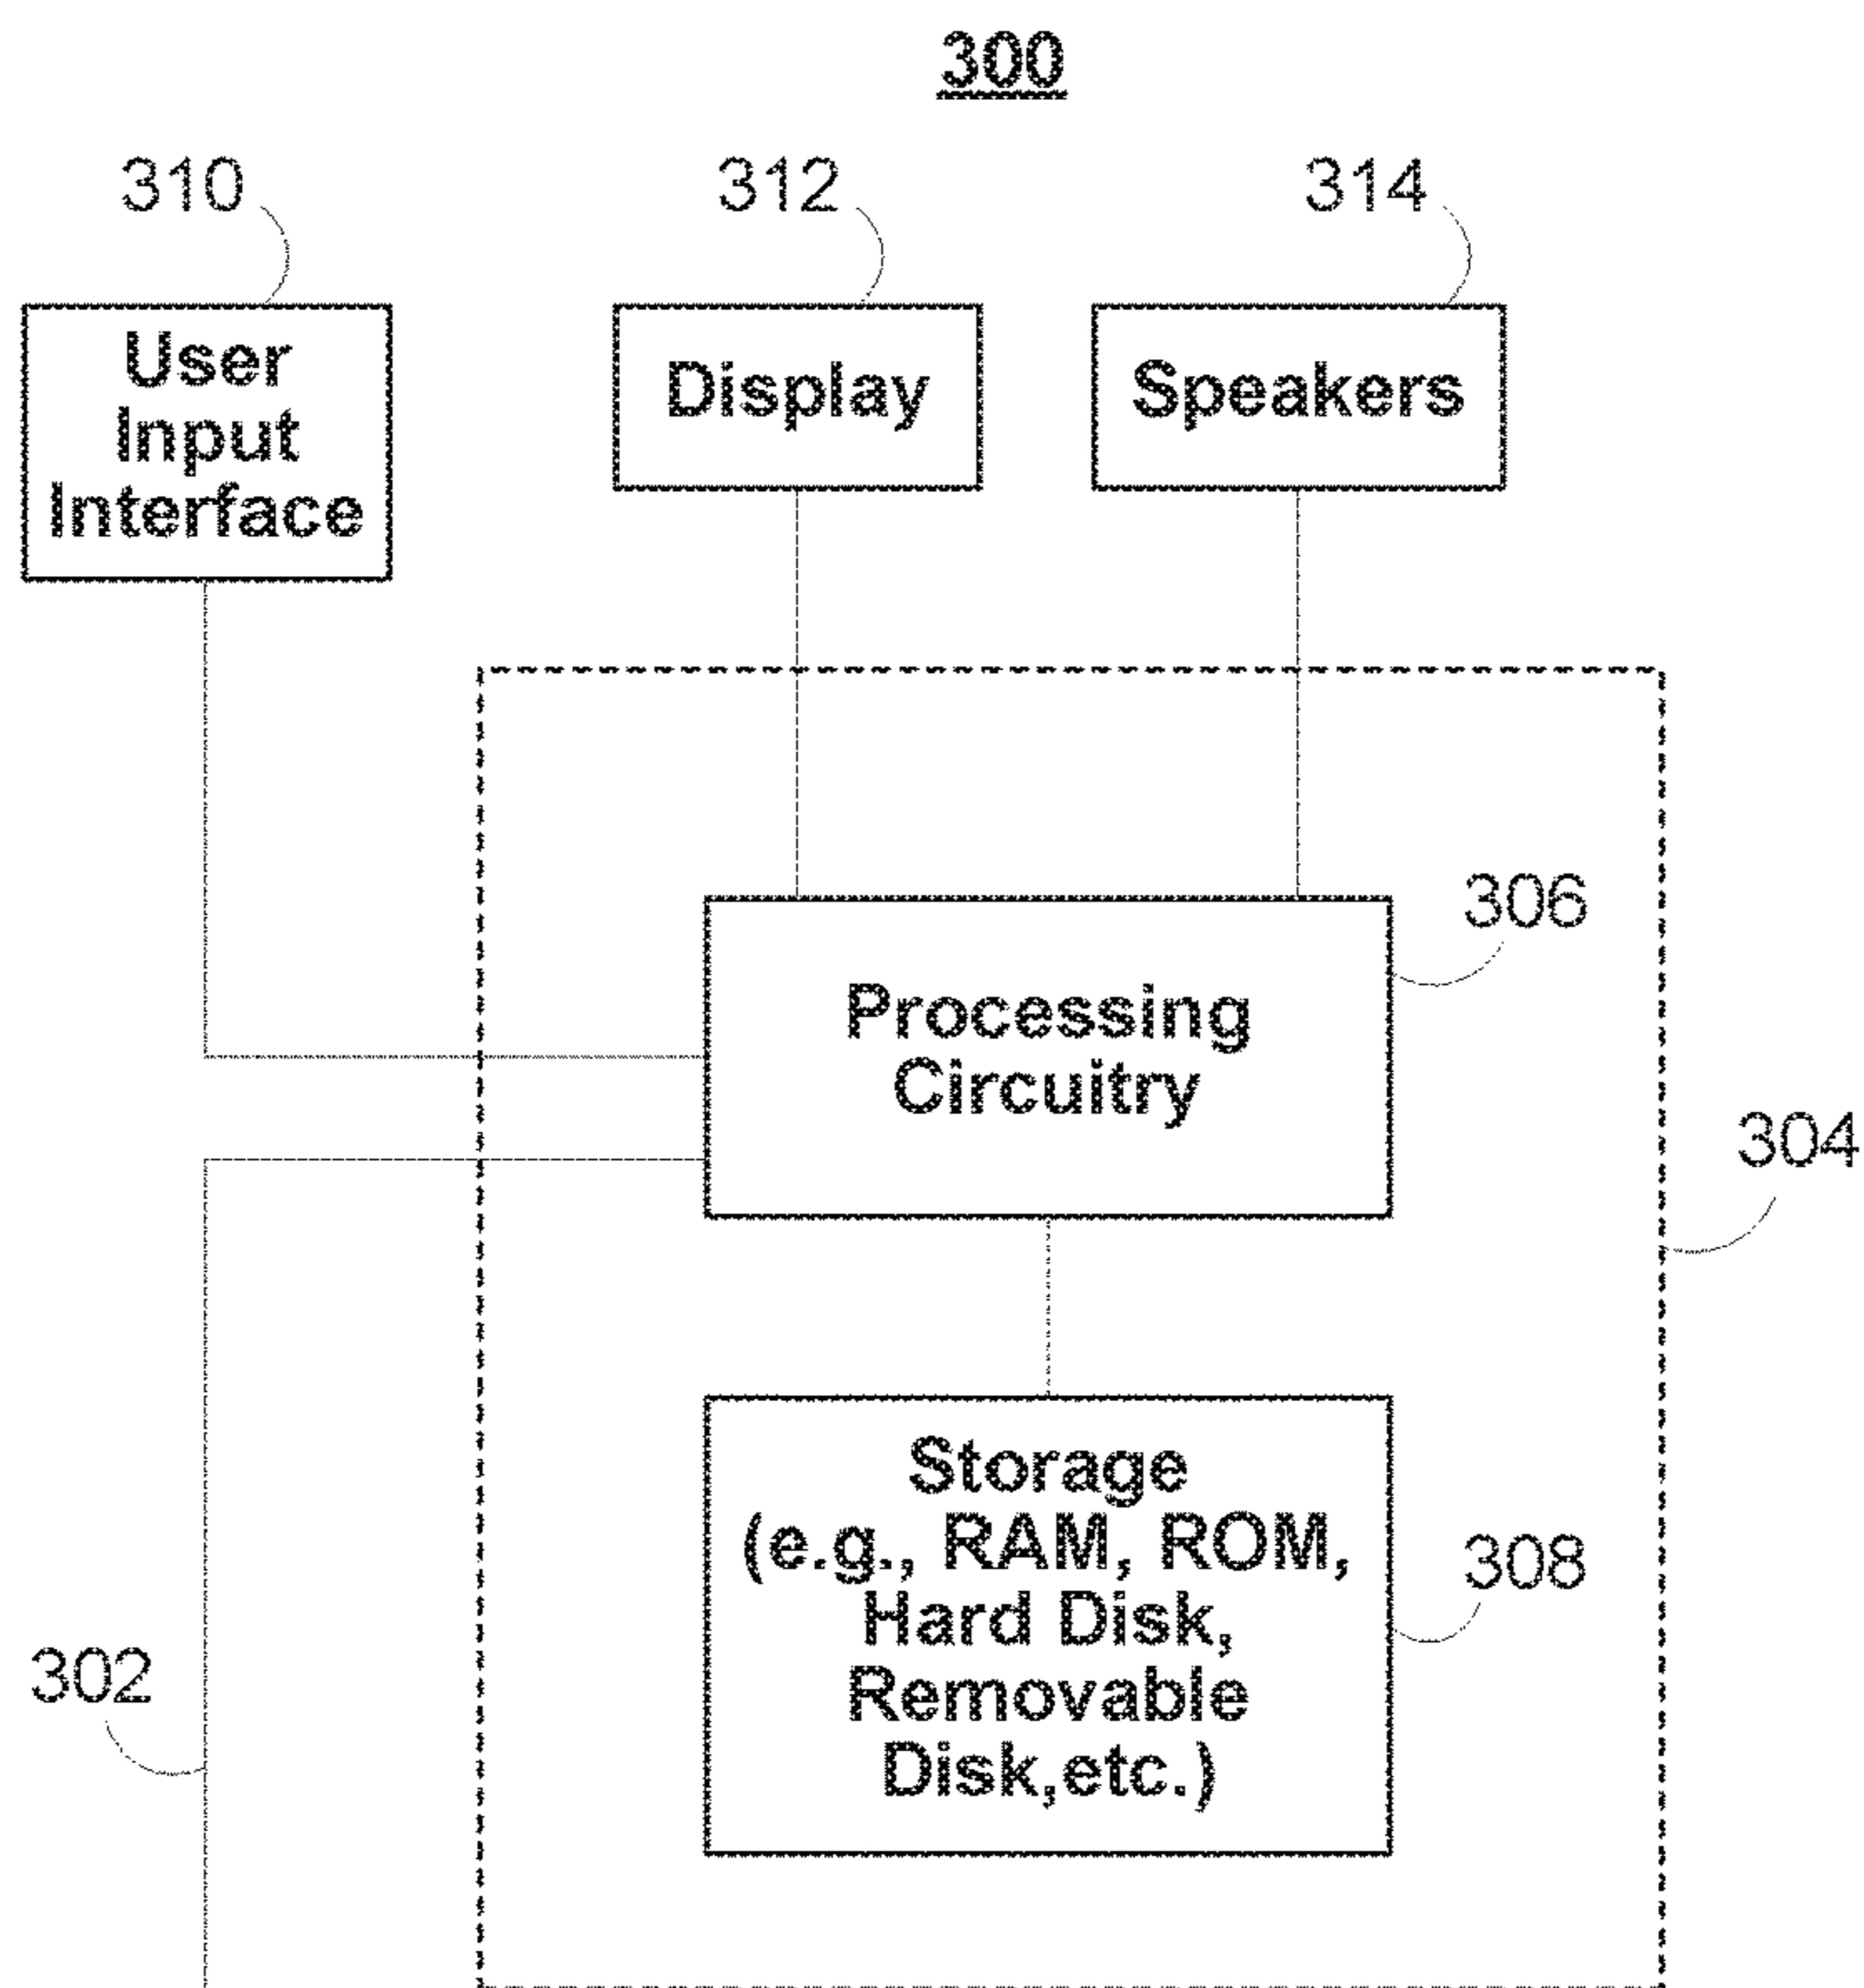 300
310
312
314
User
Input
Interface
Display
Speakers
306
Processing
Circuitry
304
Storage
(e.g., RAM, ROM,
Hard Disk,
Removable
Disk,etc.)
308
302